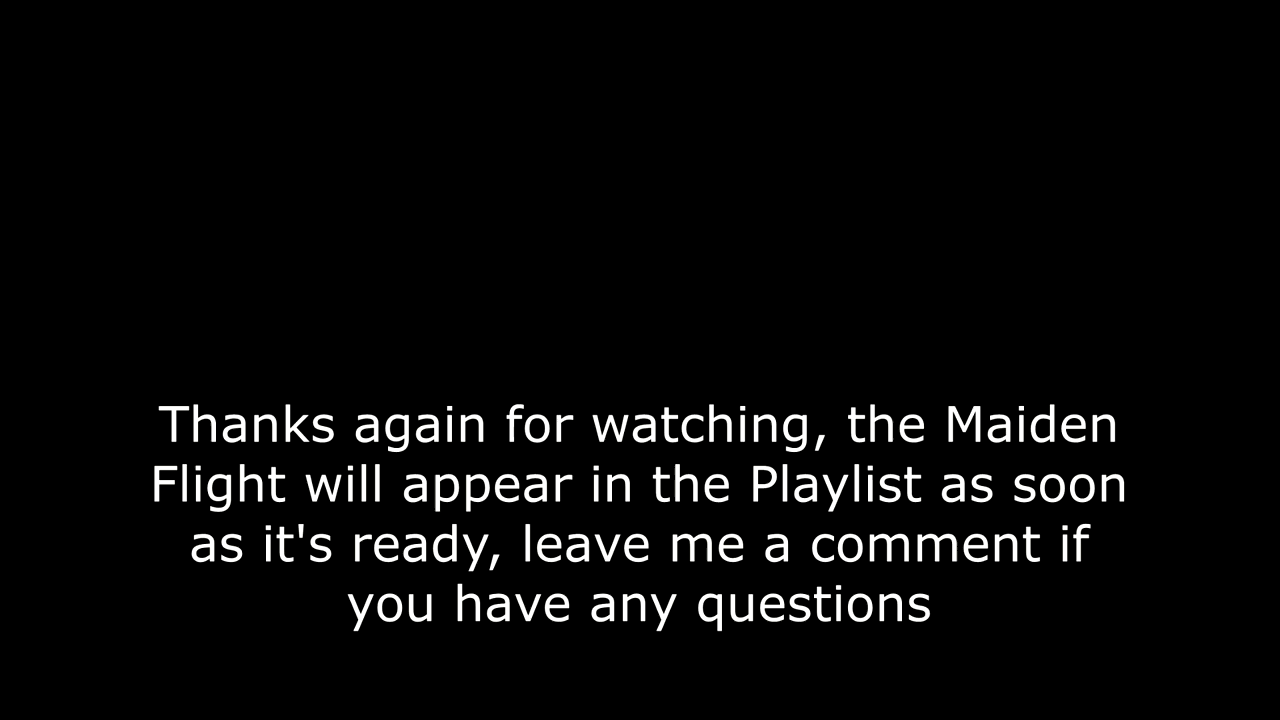 Thanks again for watching, the Maiden
Flight will appear in the Playlist as soon
as it's ready, leave me a comment if
you have any questions